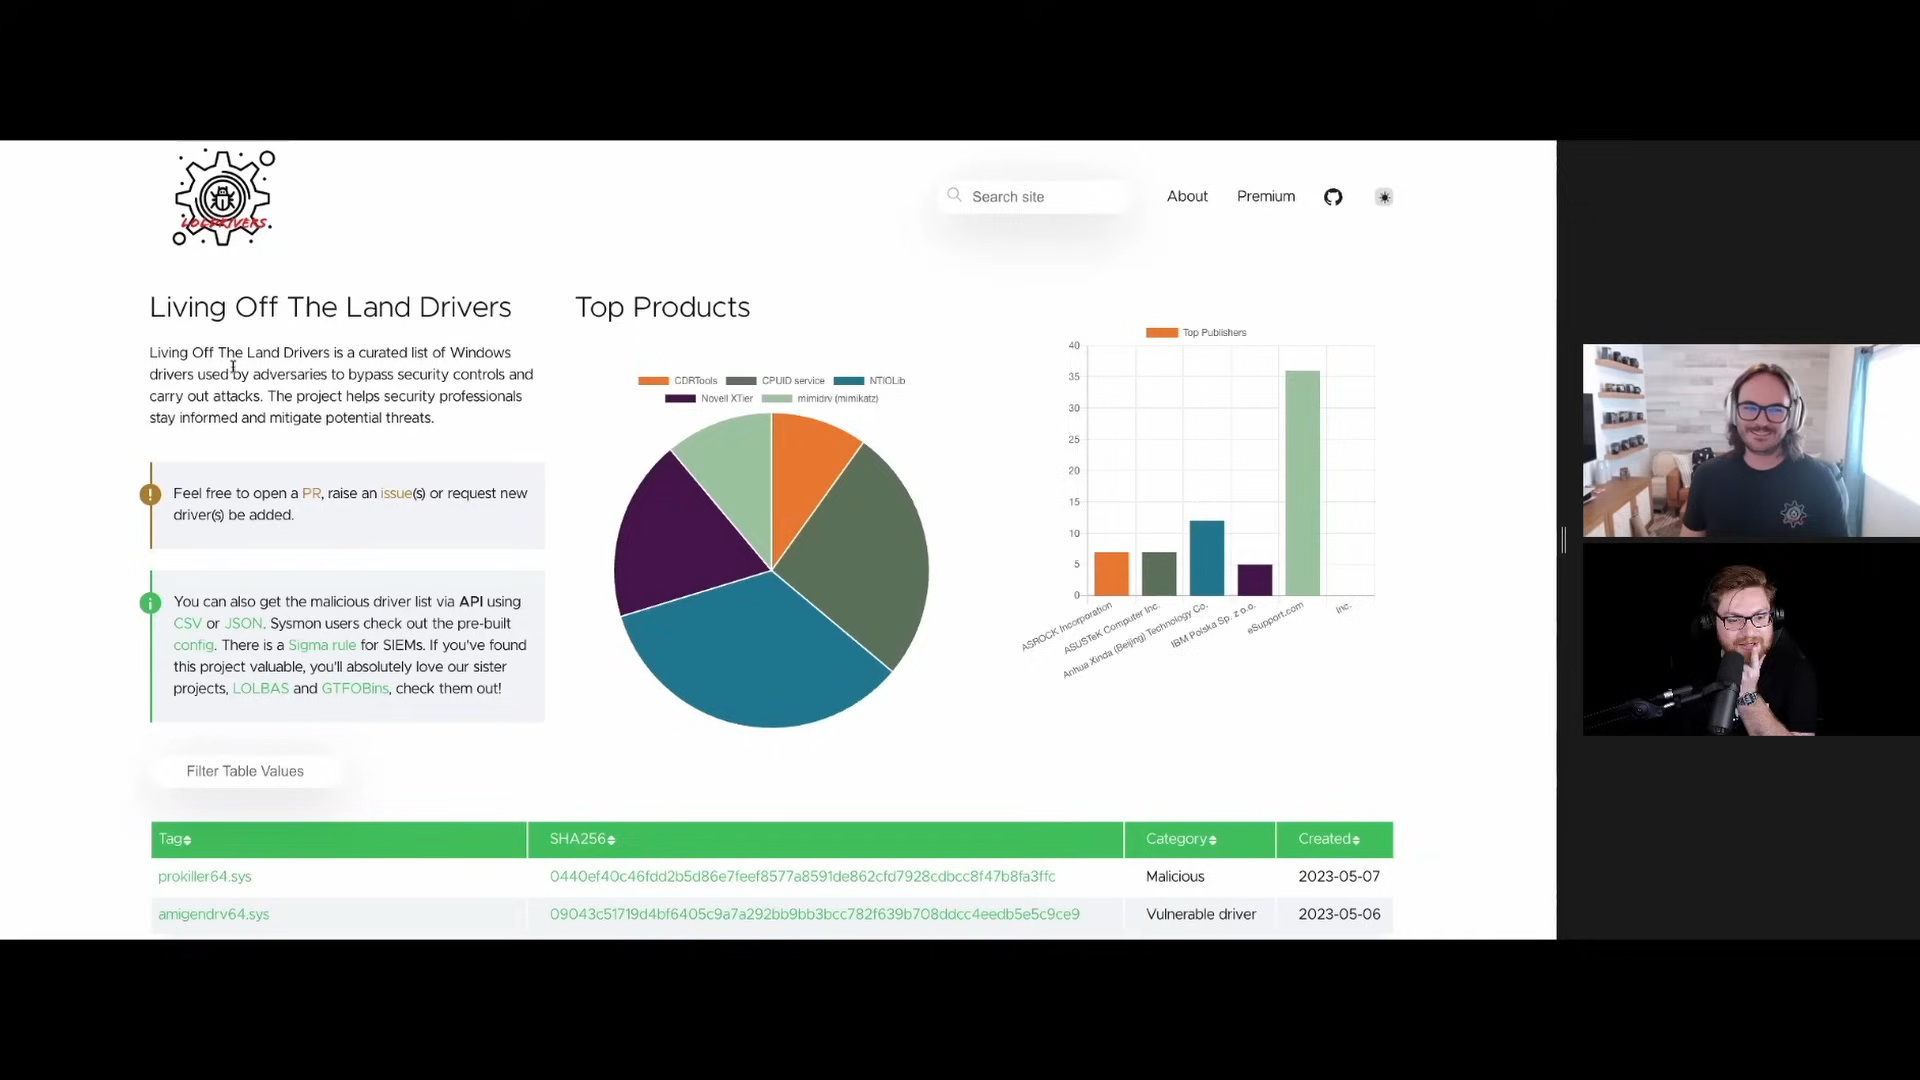 LOLDRIVERS
Search site
About
Premium
Living Off The Land Drivers
Living Off The Land Drivers is a curated list of Windows
drivers used by adversaries to bypass security controls and
carry out attacks. The project helps security professionals
stay informed and mitigate potential threats.
Feel free to open a PR, raise an issue(s) or request new
driver(s) be added.
You can also get the malicious driver list via API using
CSV or JSON. Sysmon users check out the pre-built
config. There is a Sigma rule for SIEMs. If you've found
this project valuable, you'll absolutely love our sister
projects, LOLBAS and GTFOBins, check them out!
Top Products
CDRTools CPUID service NTIOLib
Novell XTier mimidrv (mimikatz)
Top Publishers
40
35
30
25
20
15
10
5
0
ASROCK Incorporation
ASUSTeK Computer Inc.
Anhua Xinda (Beijing) Technology Co.
IBM Polska Sp. z o.o.
eSupport.com
Inc.
Filter Table Values
Tag SHA256 Category Created
prokiller64.sys 0440ef40c46fdd2b5d86e7feef8577a8591de862cfd7928cdbcc8f47b8fa3ffc Malicious 2023-05-07
amigendrv64.sys 09043c51719d4bf6405c9a7a292bb9bb3bcc782f639b708ddcc4eedb5e5c9ce9 Vulnerable driver 2023-05-06